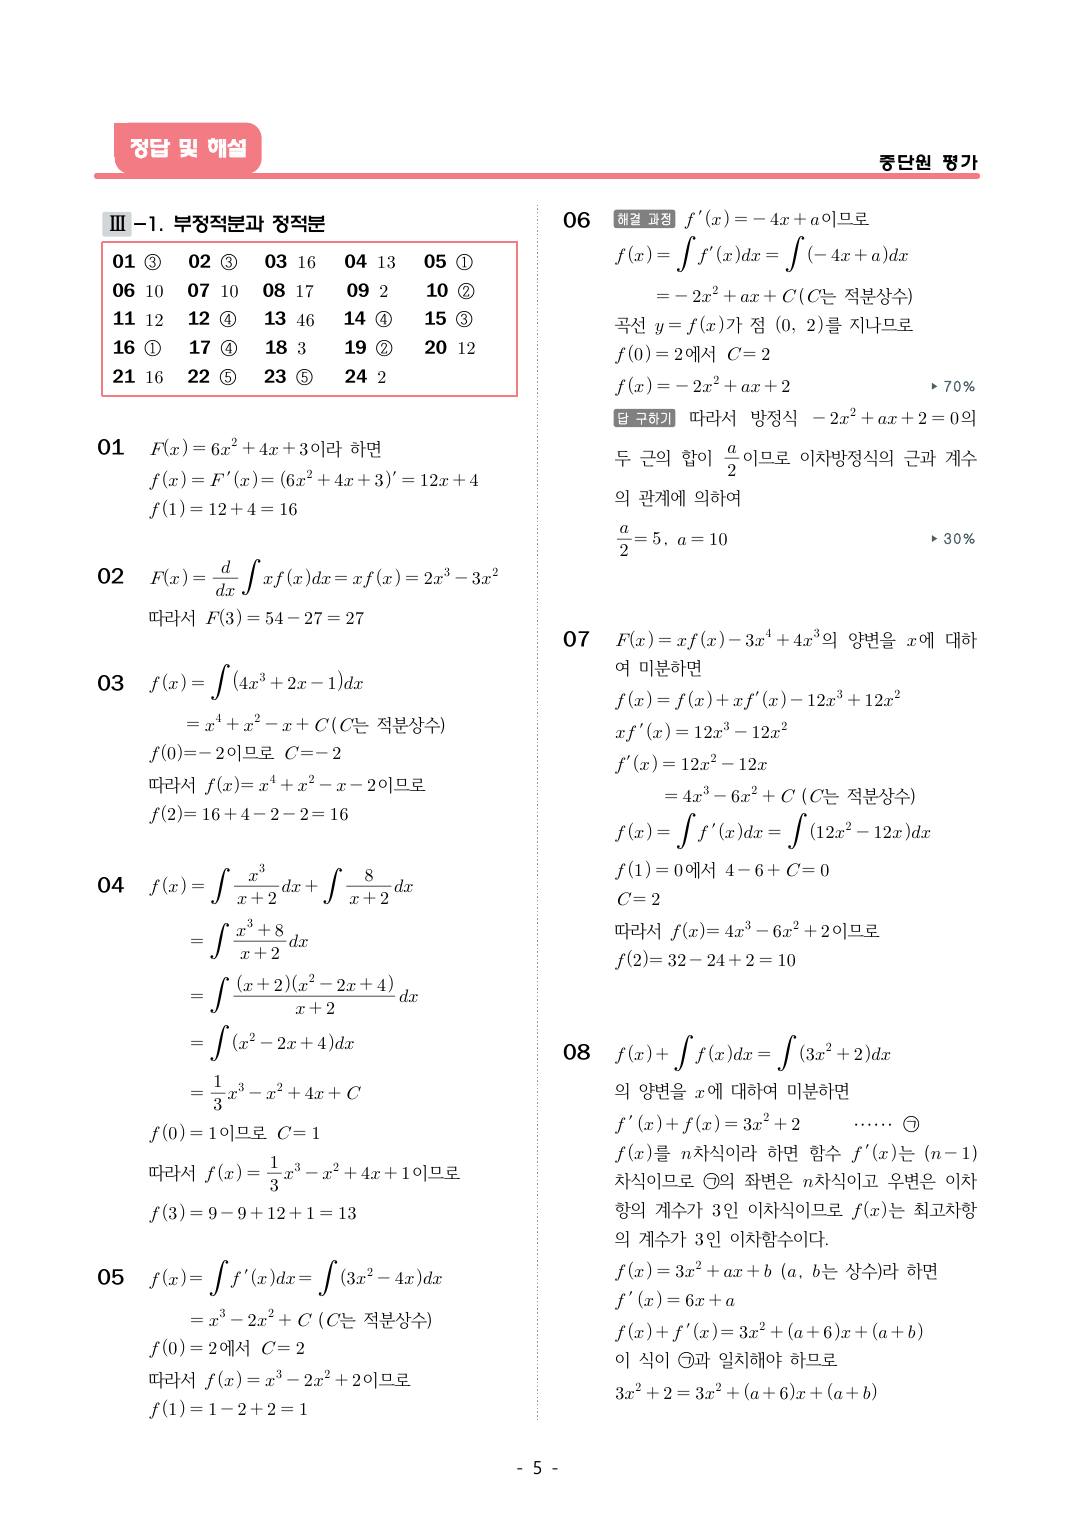 정답 및 해설
중단원 평가
Ⅲ-1. 부정적분과 정적분
01 ③ 02 ③ 03 16 04 13 05 ①
06 10 07 10 08 17 09 2 10 ②
11 12 12 ④ 13 46 14 ④ 15 ③
16 ① 17 ④ 18 3 19 ② 20 12
21 16 22 ⑤ 23 ⑤ 24 2
01 F(x)=6x²+4x+3이라 하면
f(x)=F′(x)=(6x²+4x+3)′=12x+4
f(1)=12+4=16
02 F(x)=d/dx ∫xf(x)dx=xf(x)=2x³-3x²
따라서 F(3)=54-27=27
03 f(x)=∫(4x³+2x-1)dx
=x⁴+x²-x+C(C는 적분상수)
f(0)=-2이므로 C=-2
따라서 f(x)=x⁴+x²-x-2이므로
f(2)=16+4-2-2=16
04 f(x)=∫x³/(x+2)dx+∫8/(x+2)dx
=∫(x³+8)/(x+2)dx
=∫(x+2)(x²-2x+4)/(x+2)dx
=∫(x²-2x+4)dx
=1/3x³-x²+4x+C
f(0)=1이므로 C=1
따라서 f(x)=1/3x³-x²+4x+1이므로
f(3)=9-9+12+1=13
05 f(x)=∫f′(x)dx=∫(3x²-4x)dx
=x³-2x²+C (C는 적분상수)
f(0)=2에서 C=2
따라서 f(x)=x³-2x²+2이므로
f(1)=1-2+2=1
06 해결 과정 f′(x)=-4x+a이므로
f(x)=∫f′(x)dx=∫(-4x+a)dx
=-2x²+ax+C(C는 적분상수)
곡선 y=f(x)가 점 (0, 2)를 지나므로
f(0)=2에서 C=2
f(x)=-2x²+ax+2 ▸70%
답 구하기 따라서 방정식 -2x²+ax+2=0의
두 근의 합이 a/2이므로 이차방정식의 근과 계수
의 관계에 의하여
a/2=5, a=10 ▸30%
07 F(x)=xf(x)-3x⁴+4x³의 양변을 x에 대하
여 미분하면
f(x)=f(x)+xf′(x)-12x³+12x²
xf′(x)=12x³-12x²
f′(x)=12x²-12x
=4x³-6x²+C (C는 적분상수)
f(x)=∫f′(x)dx=∫(12x²-12x)dx
f(1)=0에서 4-6+C=0
C=2
따라서 f(x)=4x³-6x²+2이므로
f(2)=32-24+2=10
08 f(x)+∫f(x)dx=∫(3x²+2)dx
의 양변을 x에 대하여 미분하면
f′(x)+f(x)=3x²+2 …… ㉠
f(x)를 n차식이라 하면 함수 f′(x)는 (n-1)
차식이므로 ㉠의 좌변은 n차식이고 우변은 이차
항의 계수가 3인 이차식이므로 f(x)는 최고차항
의 계수가 3인 이차함수이다.
f(x)=3x²+ax+b (a, b는 상수)라 하면
f′(x)=6x+a
f(x)+f′(x)=3x²+(a+6)x+(a+b)
이 식이 ㉠과 일치해야 하므로
3x²+2=3x²+(a+6)x+(a+b)
- 5 -